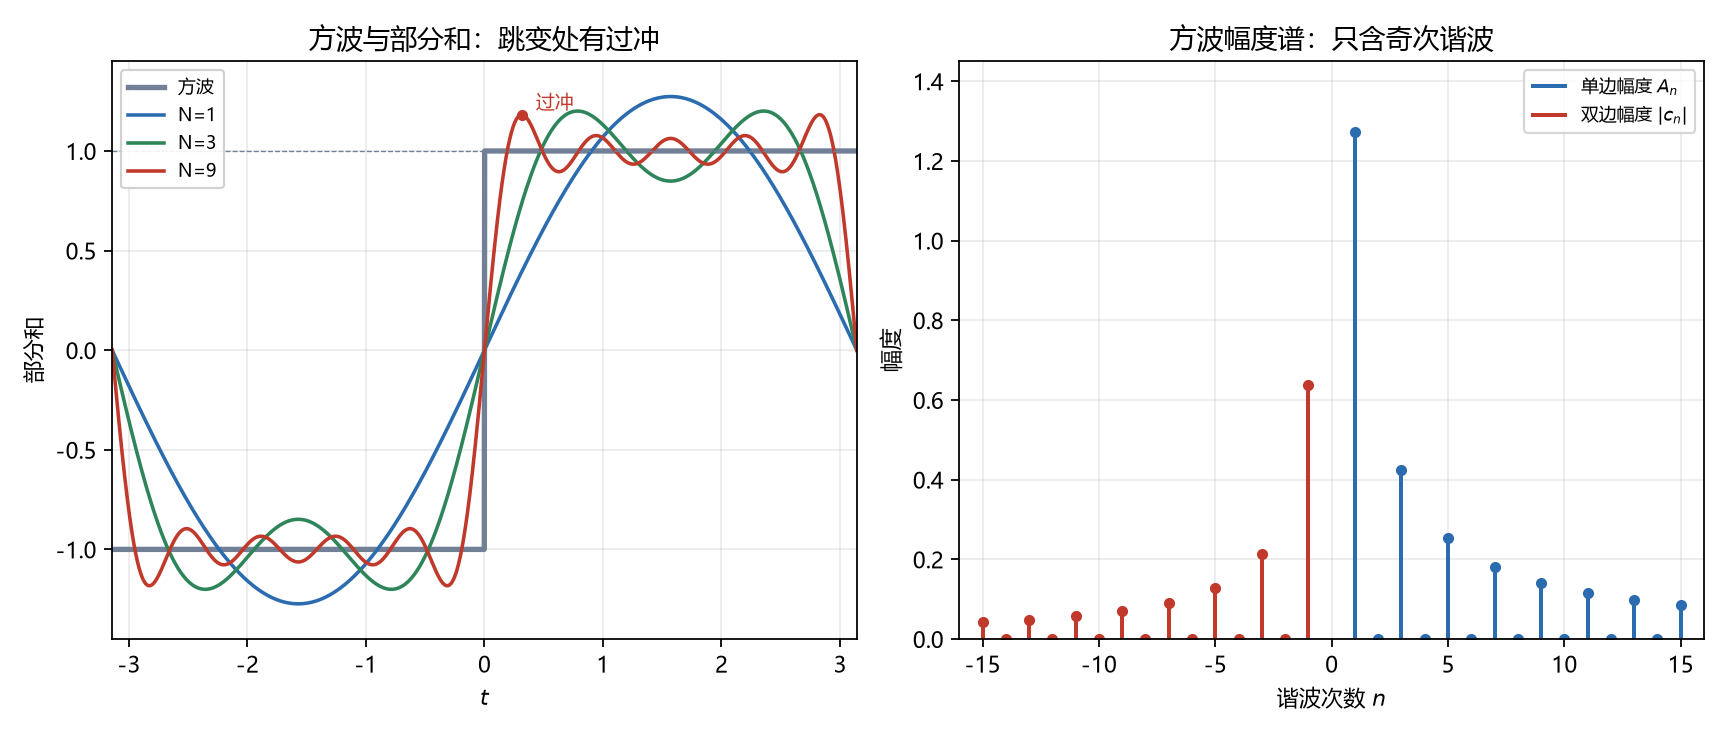 方波与部分和：跳变处有过冲
方波
N=1
N=3
N=9
过冲
1.0
0.5
0.0
-0.5
-1.0
部分和
-3 -2 -1 0 1 2 3
t
方波幅度谱：只含奇次谐波
单边幅度 Aₙ
双边幅度 |cₙ|
1.4
1.2
1.0
0.8
0.6
0.4
0.2
0.0
幅度
-15 -10 -5 0 5 10 15
谐波次数 n